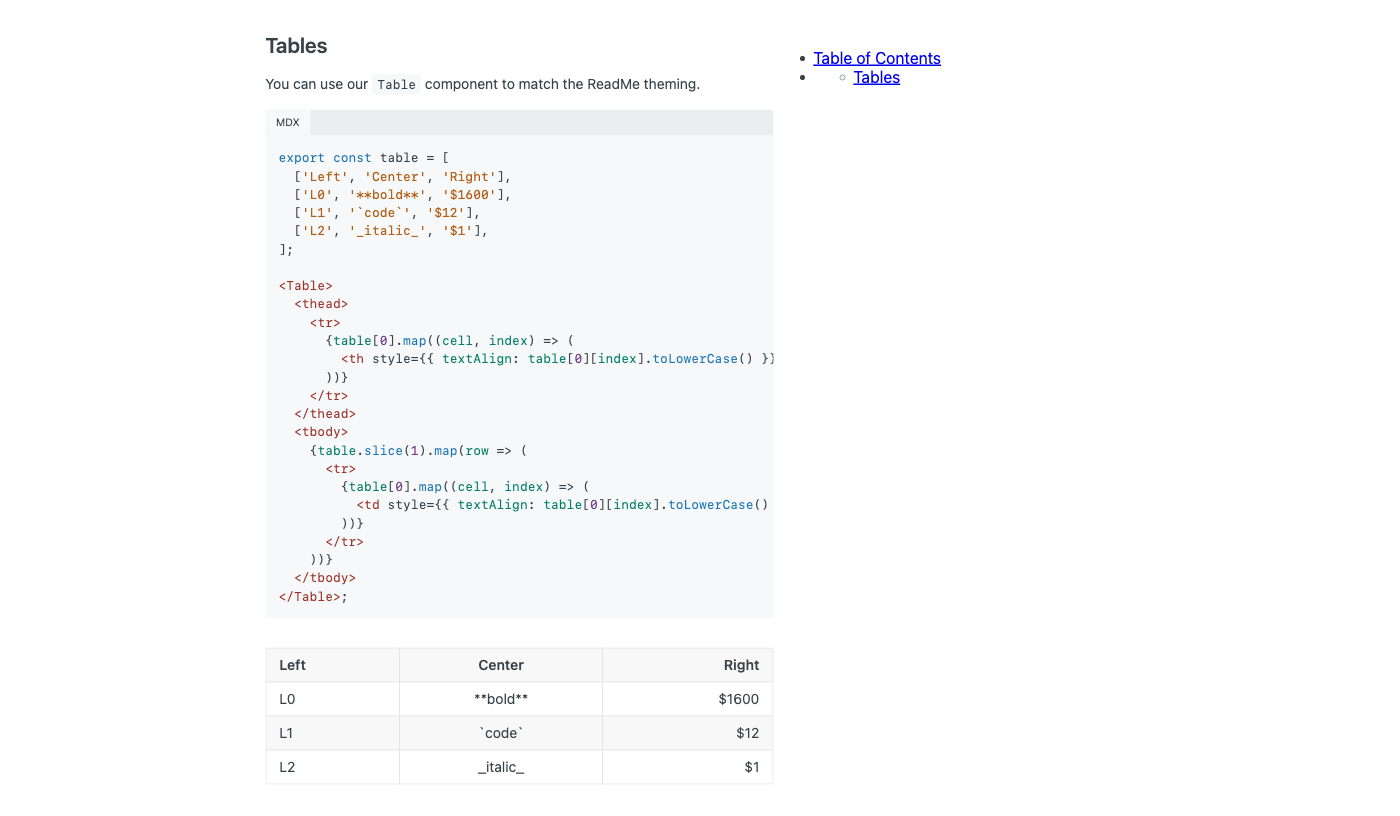 Tables
You can use our Table component to match the ReadMe theming.
MDX
export const table = [
  ['Left', 'Center', 'Right'],
  ['L0', '**bold**', '$1600'],
  ['L1', '`code`', '$12'],
  ['L2', '_italic_', '$1'],
];
<Table>
  <thead>
    <tr>
      {table[0].map((cell, index) => (
        <th style={{ textAlign: table[0][index].toLowerCase() }}
      ))}
    </tr>
  </thead>
  <tbody>
    {table.slice(1).map(row => (
      <tr>
        {table[0].map((cell, index) => (
          <td style={{ textAlign: table[0][index].toLowerCase()
        ))}
      </tr>
    ))}
  </tbody>
</Table>;
Left Center Right
L0 **bold** $1600
L1 `code` $12
L2 _italic_ $1
Table of Contents
Tables